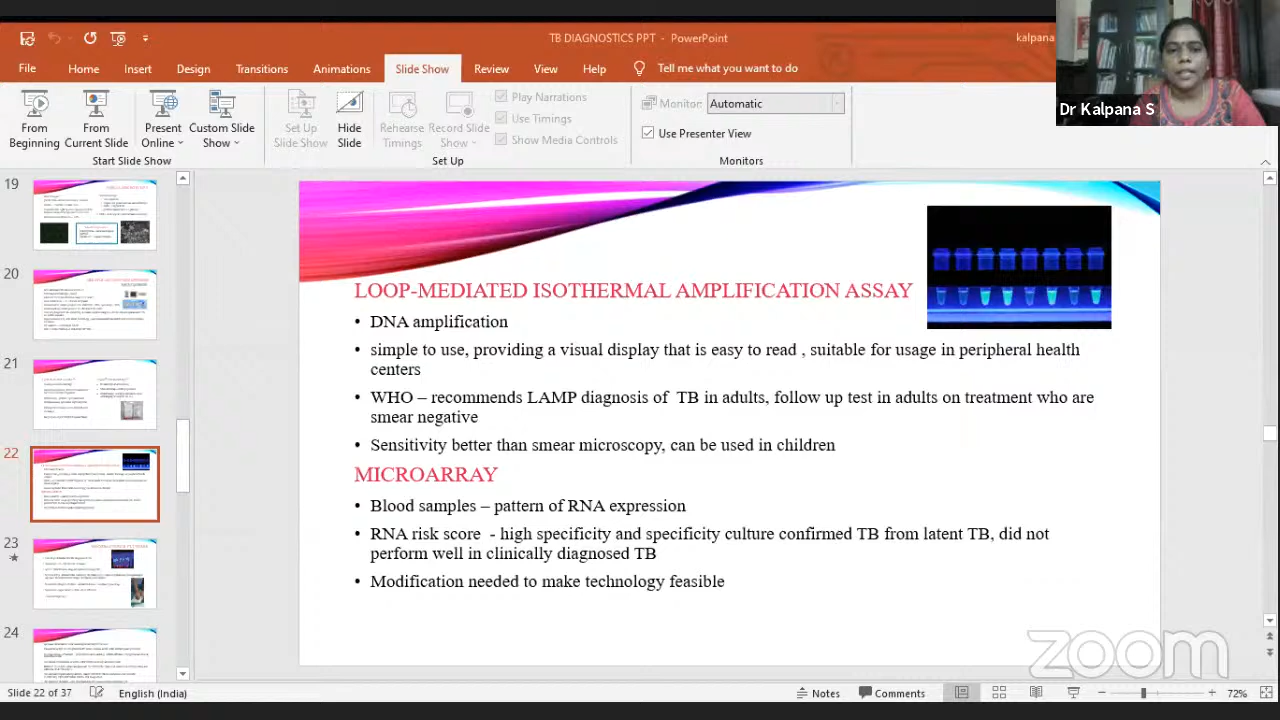 TB DIAGNOSTICS PPT - PowerPoint
kalpana
File Home Insert Design Transitions Animations Slide Show Review View Help Tell me what you want to do
From Beginning
From Current Slide
Present Online
Custom Slide Show
Start Slide Show
Set Up Slide Show
Hide Slide
Rehearse Timings
Record Slide Show
Play Narrations
Use Timings
Show Media Controls
Set Up
Monitor: Automatic
Use Presenter View
Monitors
Dr Kalpana S
19
20
21
22
23
24
LOOP-MEDIATED ISOTHERMAL AMPLIFICATION ASSAY
• DNA
• simple to use, providing a visual display that is easy to read , suitable for usage in peripheral health
centers
• WHO – recommends LAMP diagnosis of TB in adults, follow up test in adults on treatment who are
smear negative
• Sensitivity better than smear microscopy, can be used in children
• Blood samples – pattern of RNA expression
• RNA risk score - high specificity and specificity culture confirmed TB from latent TB, did not
perform well in clinically diagnosed TB
• Modification needed to make technology feasible
zoom
Slide 22 of 37 English (India) Notes Comments 72%